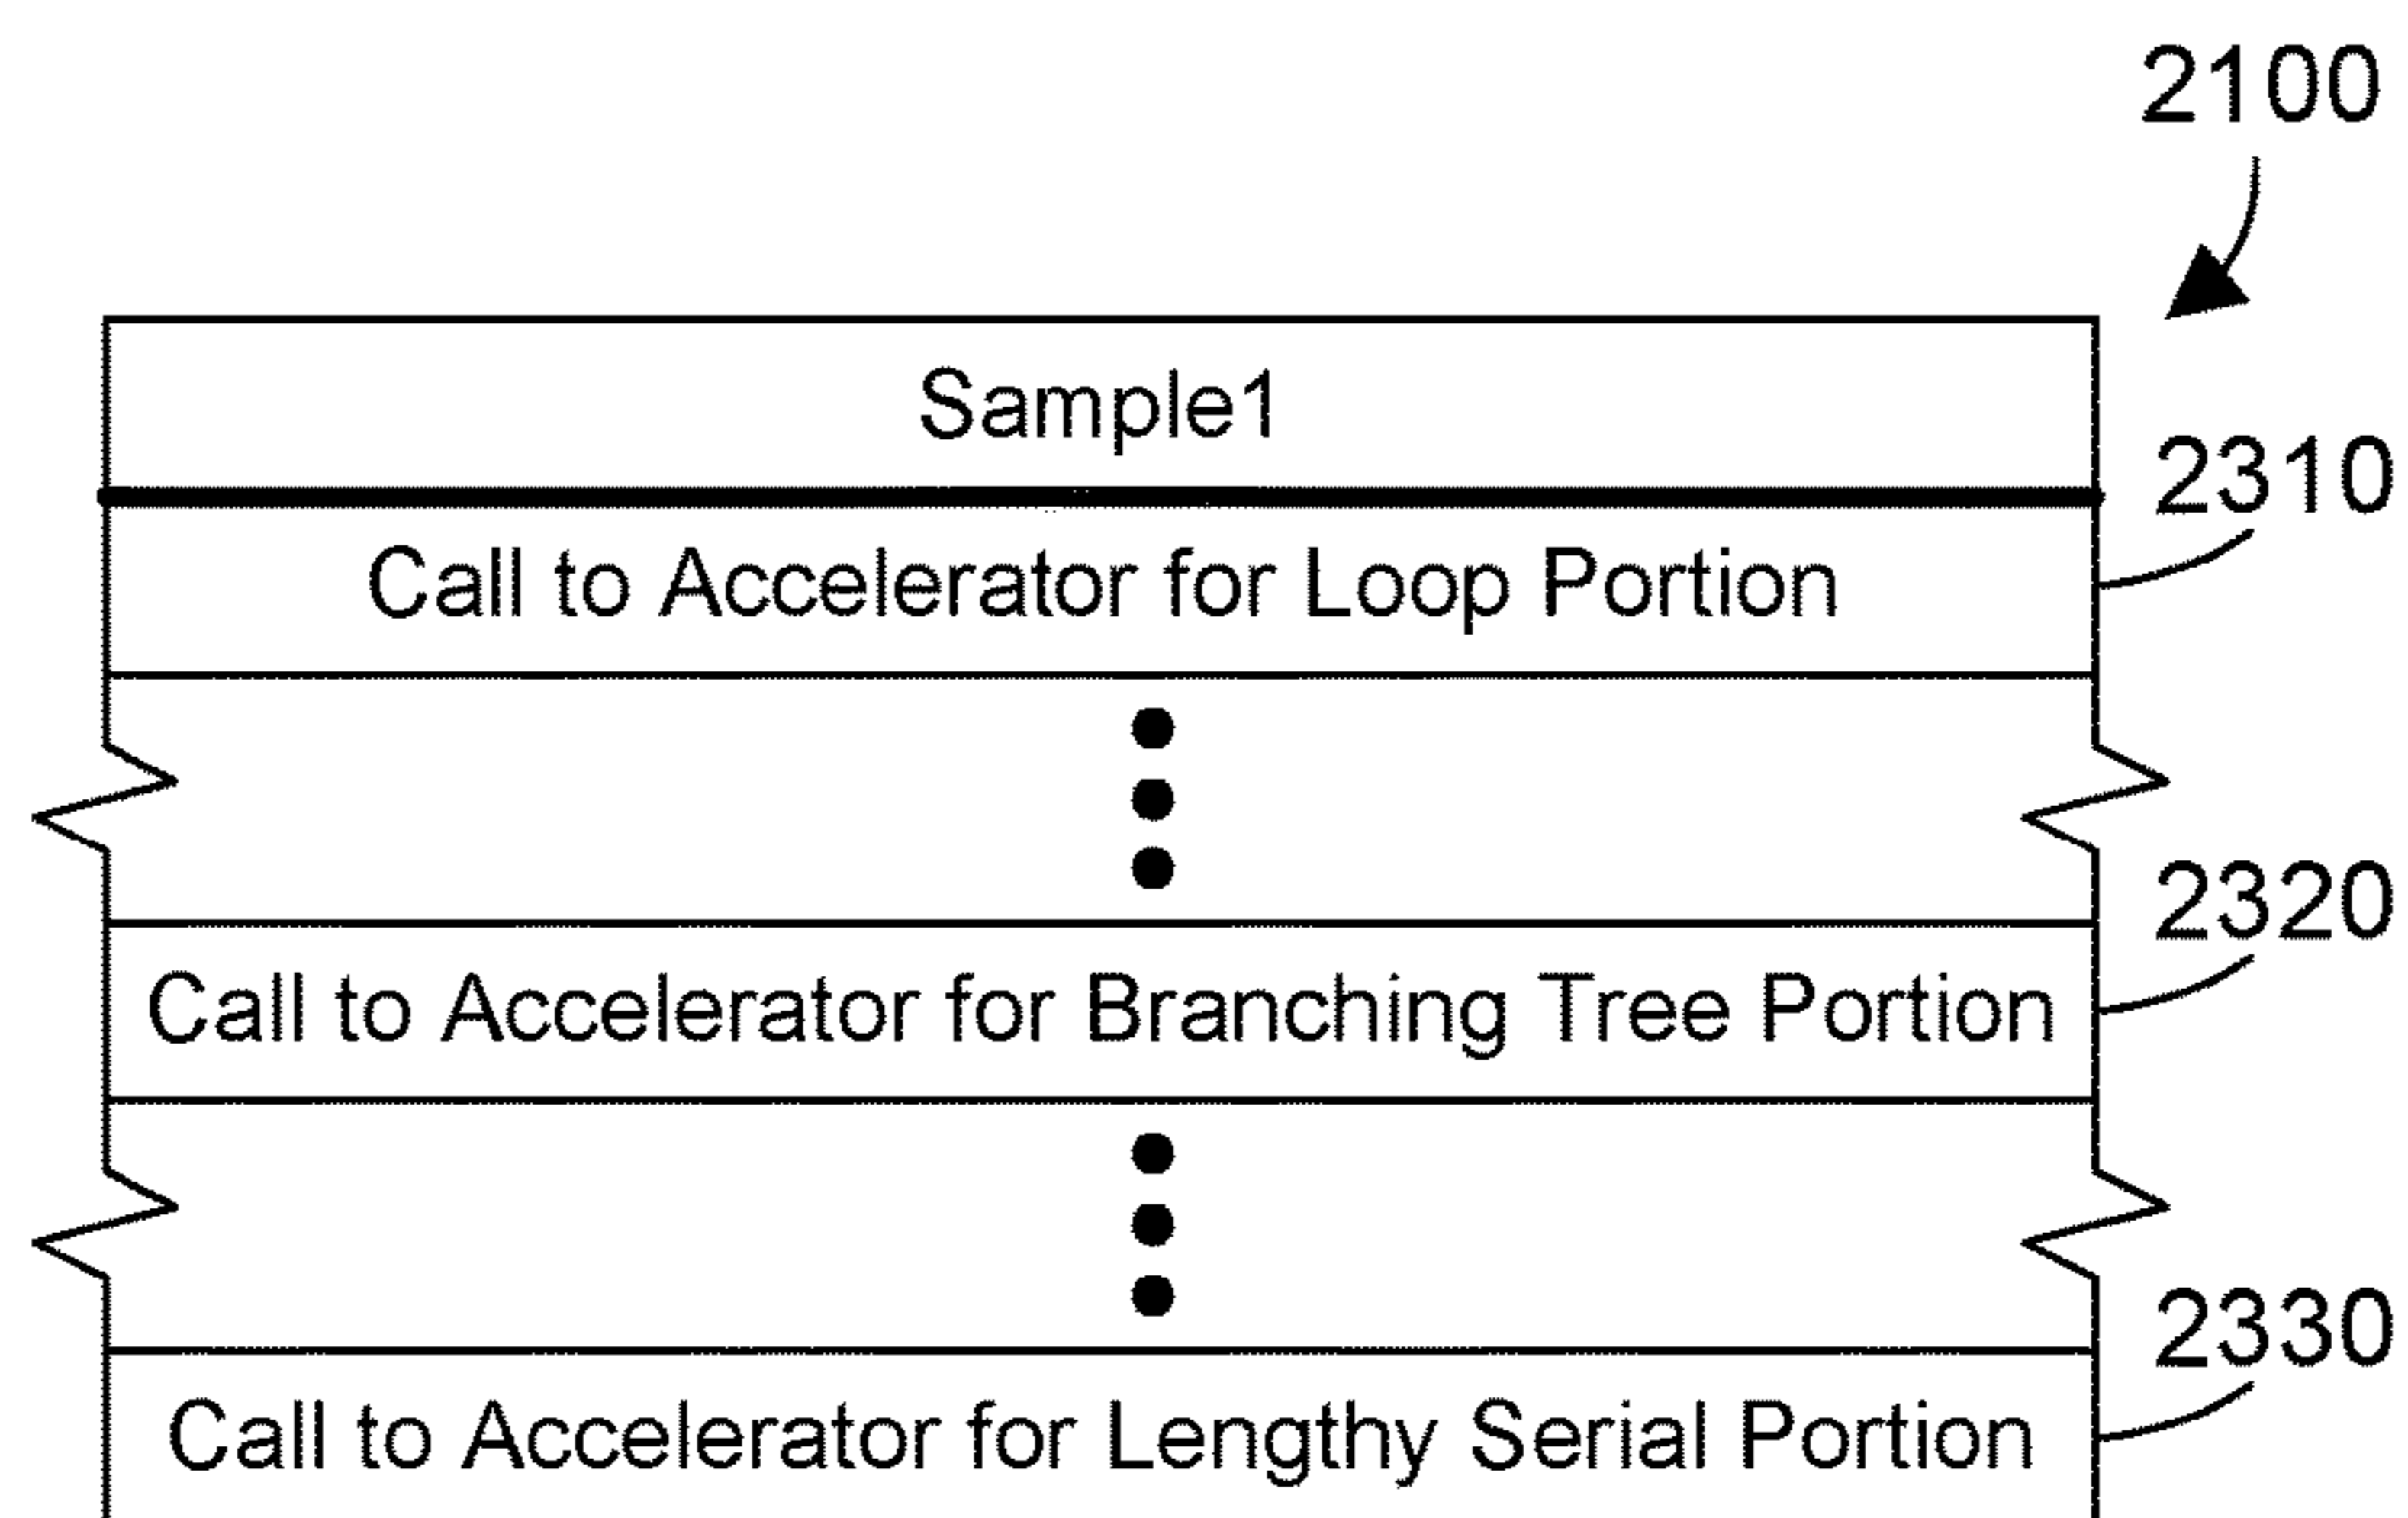 2100
Sample1
2310
Call to Accelerator for Loop Portion
2320
Call to Accelerator for Branching Tree Portion
2330
Call to Accelerator for Lengthy Serial Portion